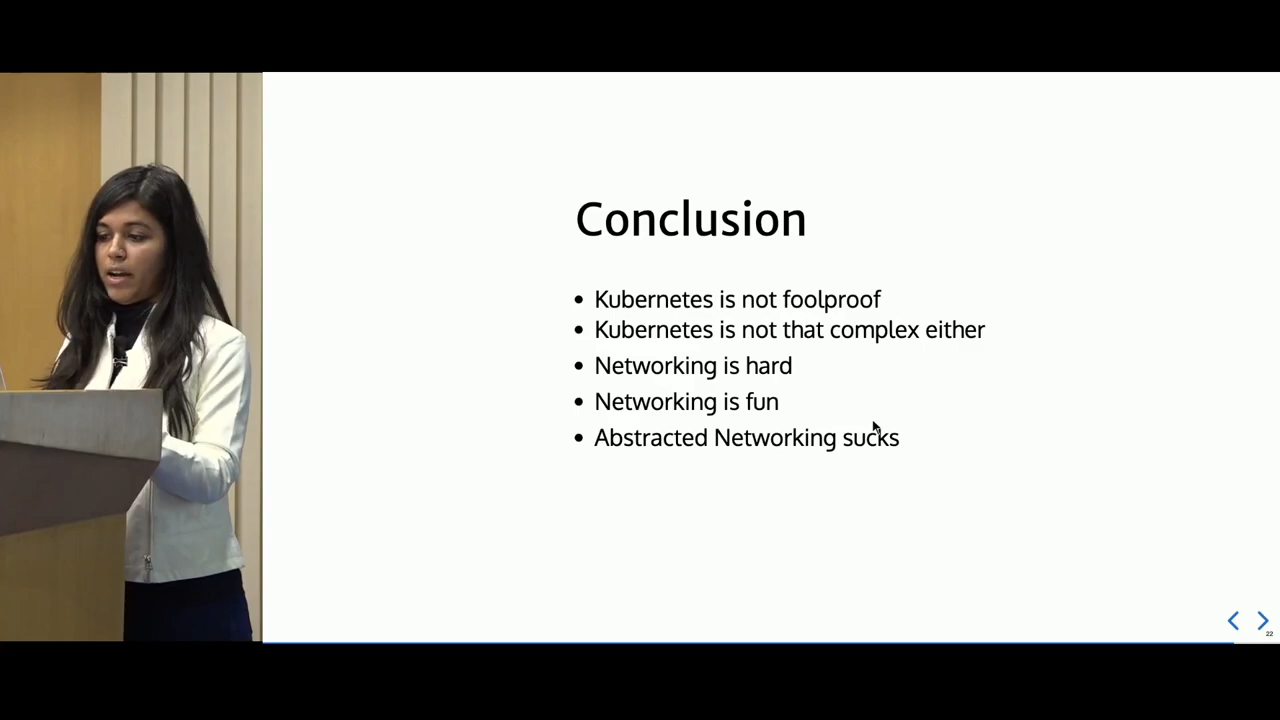 Conclusion
• Kubernetes is not foolproof
• Kubernetes is not that complex either
• Networking is hard
• Networking is fun
• Abstracted Networking sucks
22